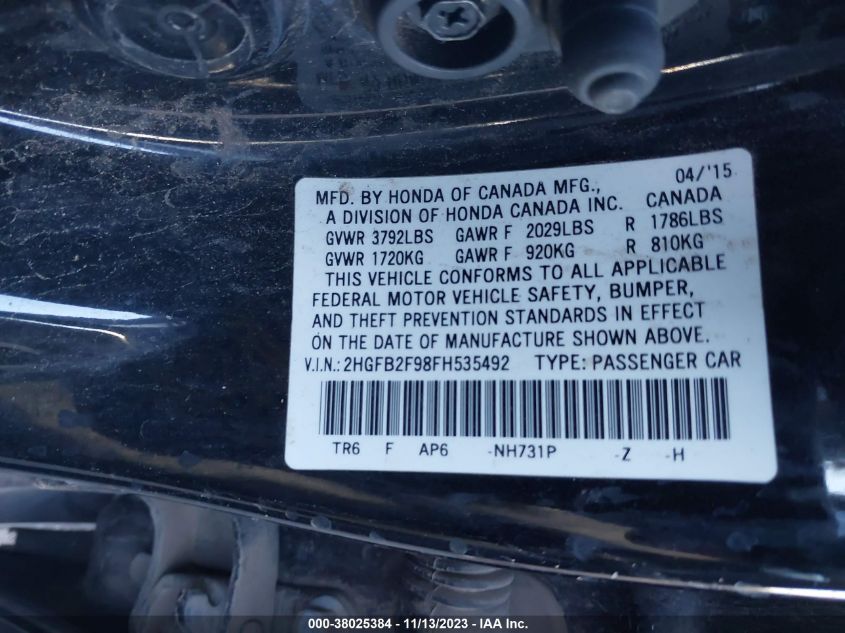 04/'15
MFD. BY HONDA OF CANADA MFG.,
A DIVISION OF HONDA CANADA INC. CANADA
GVWR 3792LBS GAWR F 2029LBS R 1786LBS
GVWR 1720KG GAWR F 920KG R 810KG
THIS VEHICLE CONFORMS TO ALL APPLICABLE
FEDERAL MOTOR VEHICLE SAFETY, BUMPER,
AND THEFT PREVENTION STANDARDS IN EFFECT
ON THE DATE OF MANUFACTURE SHOWN ABOVE.
V.I.N.: 2HGFB2F98FH535492 TYPE: PASSENGER CAR
TR6 F AP6 -NH731P -Z -H
000-38025384 - 11/13/2023 - IAA Inc.